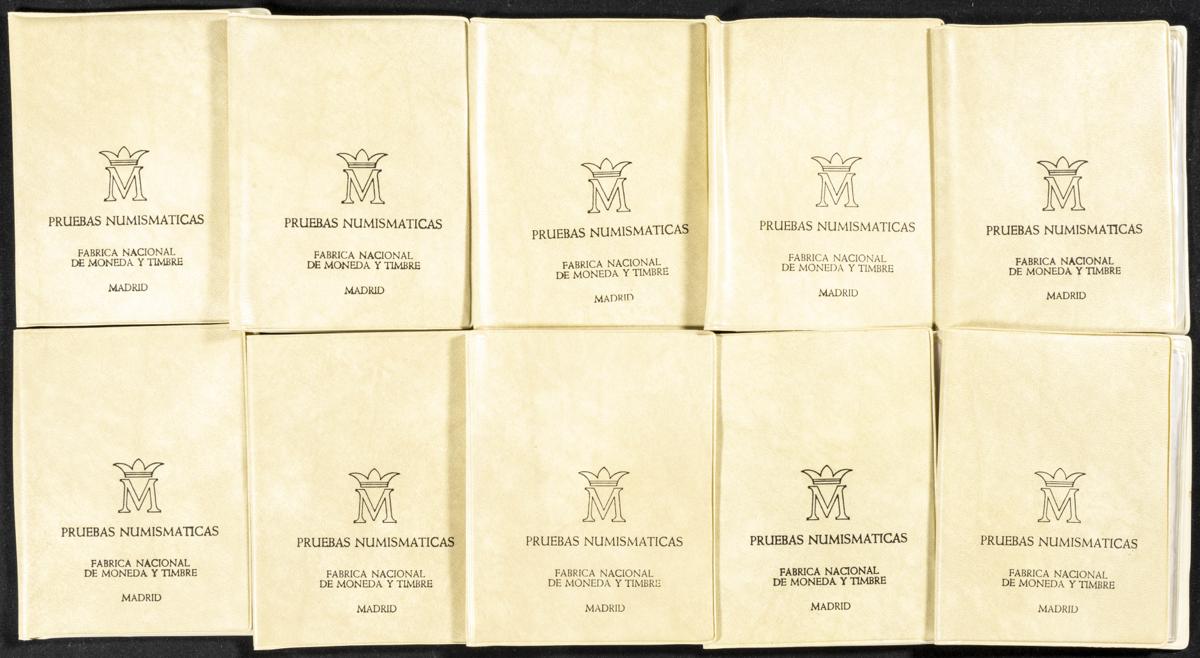 M
PRUEBAS NUMISMATICAS
FABRICA NACIONAL
DE MONEDA Y TIMBRE
MADRID
M
PRUEBAS NUMISMATICAS
FABRICA NACIONAL
DE MONEDA Y TIMBRE
MADRID
M
PRUEBAS NUMISMATICAS
FABRICA NACIONAL
DE MONEDA Y TIMBRE
MADRID
M
PRUEBAS NUMISMATICAS
FABRICA NACIONAL
DE MONEDA Y TIMBRE
MADRID
M
PRUEBAS NUMISMATICAS
FABRICA NACIONAL
DE MONEDA Y TIMBRE
MADRID
M
PRUEBAS NUMISMATICAS
FABRICA NACIONAL
DE MONEDA Y TIMBRE
MADRID
M
PRUEBAS NUMISMATICAS
FABRICA NACIONAL
DE MONEDA Y TIMBRE
MADRID
M
PRUEBAS NUMISMATICAS
FABRICA NACIONAL
DE MONEDA Y TIMBRE
MADRID
M
PRUEBAS NUMISMATICAS
FABRICA NACIONAL
DE MONEDA Y TIMBRE
MADRID
M
PRUEBAS NUMISMATICAS
FABRICA NACIONAL
DE MONEDA Y TIMBRE
MADRID